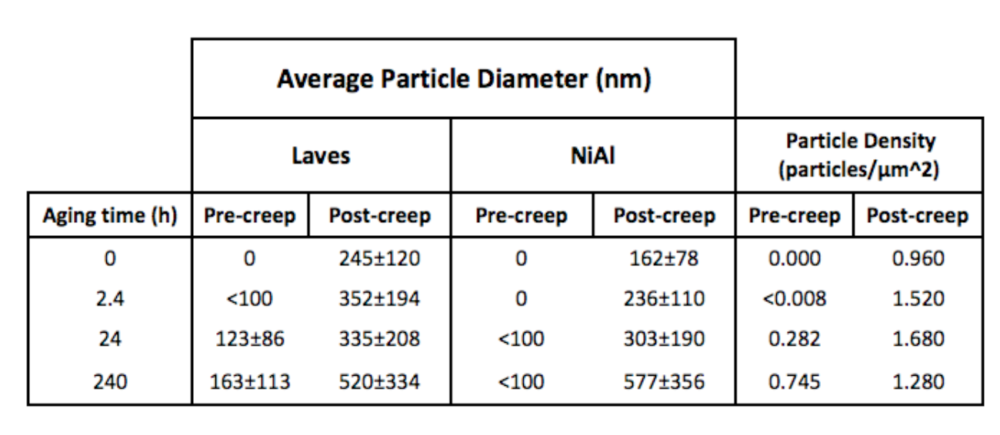 Average Particle Diameter (nm)
Laves NiAl Particle Density
(particles/µm^2)
Aging time (h) Pre-creep Post-creep Pre-creep Post-creep Pre-creep Post-creep
0 0 245±120 0 162±78 0.000 0.960
2.4 <100 352±194 0 236±110 <0.008 1.520
24 123±86 335±208 <100 303±190 0.282 1.680
240 163±113 520±334 <100 577±356 0.745 1.280